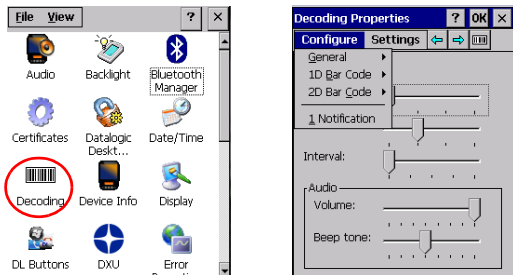 File View ? ×
Audio Backlight Bluetooth Manager
Certificates Datalogic Deskt... Date/Time
Decoding Device Info Display
DL Buttons DXU Error
Decoding Properties ? OK ×
Configure Settings
General
1D Bar Code
2D Bar Code
1 Notification
Interval:
Audio
Volume:
Beep tone: